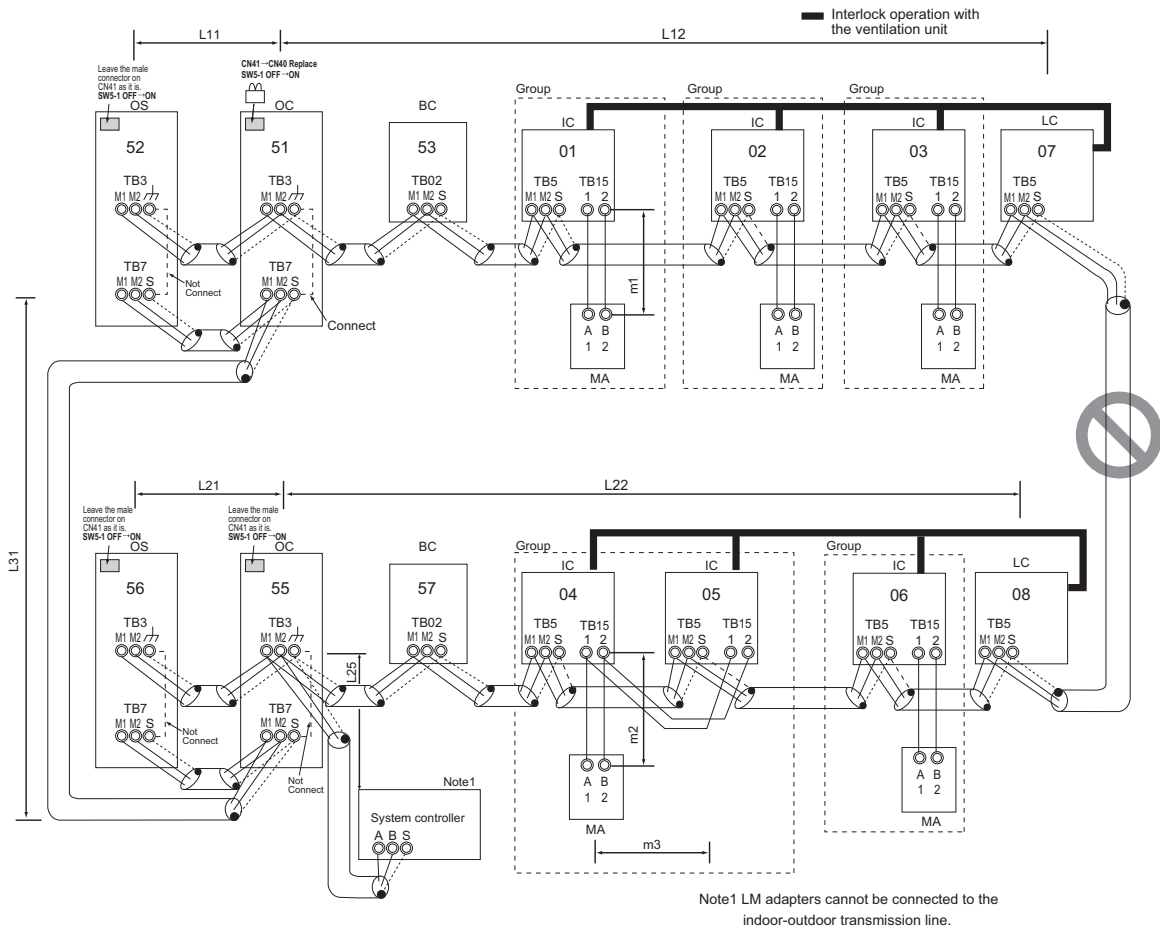 Interlock operation with
the ventilation unit
L11
L12
Leave the male
connector on
CN41 as it is.
SW5-1 OFF→ON
CN41→CN40 Replace
SW5-1 OFF→ON
OS
OC
BC
Group
Group
Group
IC
IC
IC
LC
52
51
53
01
02
03
07
TB3
TB3
TB02
TB5 TB15
TB5 TB15
TB5 TB15
TB5
M1 M2
M1 M2
M1 M2 S
M1 M2 S 1 2
M1 M2 S 1 2
M1 M2 S 1 2
M1 M2 S
TB7
TB7
M1 M2 S
M1 M2 S
Not
Connect
Connect
m1
A B
1 2
MA
A B
1 2
MA
A B
1 2
MA
L31
L21
L22
Leave the male
connector on
CN41 as it is.
SW5-1 OFF→ON
Leave the male
connector on
CN41 as it is.
SW5-1 OFF→ON
OS
OC
BC
Group
Group
IC
IC
IC
LC
56
55
57
04
05
06
08
TB3
TB3
TB02
TB5 TB15
TB5 TB15
TB5 TB15
TB5
M1 M2
M1 M2
M1 M2 S
M1 M2 S 1 2
M1 M2 S 1 2
M1 M2 S 1 2
M1 M2 S
L25
TB7
TB7
M1 M2 S
M1 M2 S
Not
Connect
Not
Connect
m2
Note1
System controller
A B S
A B
1 2
MA
A B
1 2
MA
m3
Note1 LM adapters cannot be connected to the
indoor-outdoor transmission line.